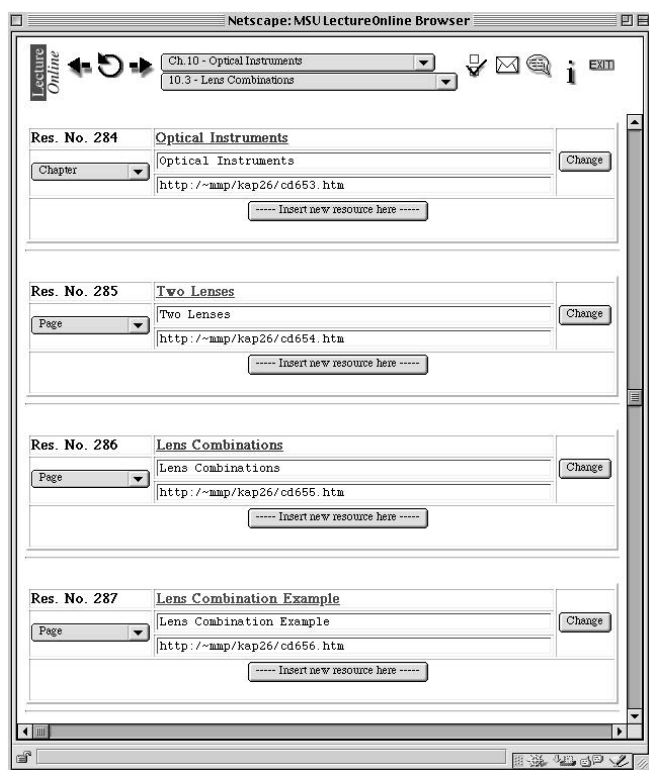 Netscape: MSU LectureOnline Browser
Lecture
Online
Ch.10 - Optical Instruments
10.3 - Lens Combinations
EXIT
Res. No. 284 Optical Instruments
Chapter Optical Instruments Change
http:/~mmp/kap26/cd653.htm
----- Insert new resource here -----
Res. No. 285 Two Lenses
Page Two Lenses Change
http:/~mmp/kap26/cd654.htm
----- Insert new resource here -----
Res. No. 286 Lens Combinations
Page Lens Combinations Change
http:/~mmp/kap26/cd655.htm
----- Insert new resource here -----
Res. No. 287 Lens Combination Example
Page Lens Combination Example Change
http:/~mmp/kap26/cd656.htm
----- Insert new resource here -----